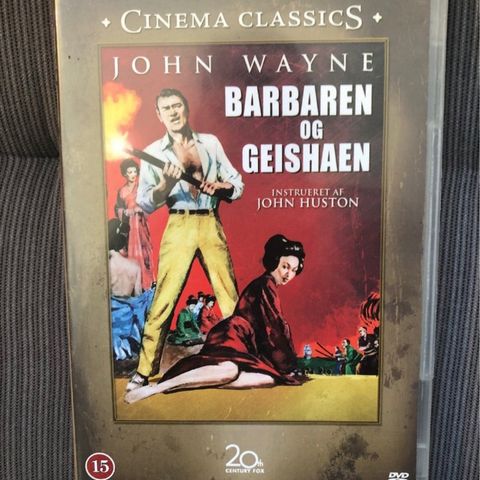 CINEMA CLASSICS
JOHN WAYNE
BARBAREN
OG
GEISHAEN
INSTRUERET AF
JOHN HUSTON
15
20th
CENTURY FOX
DVD